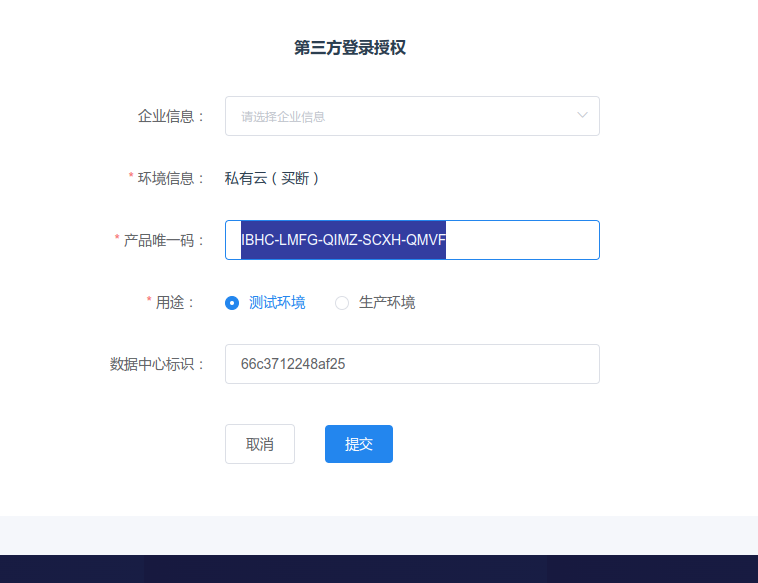 第三方登录授权
企业信息： 请选择企业信息
* 环境信息： 私有云（买断）
* 产品唯一码： IBHC-LMFG-QIMZ-SCXH-QMVF
* 用途： 测试环境 生产环境
数据中心标识： 66c3712248af25
取消 提交